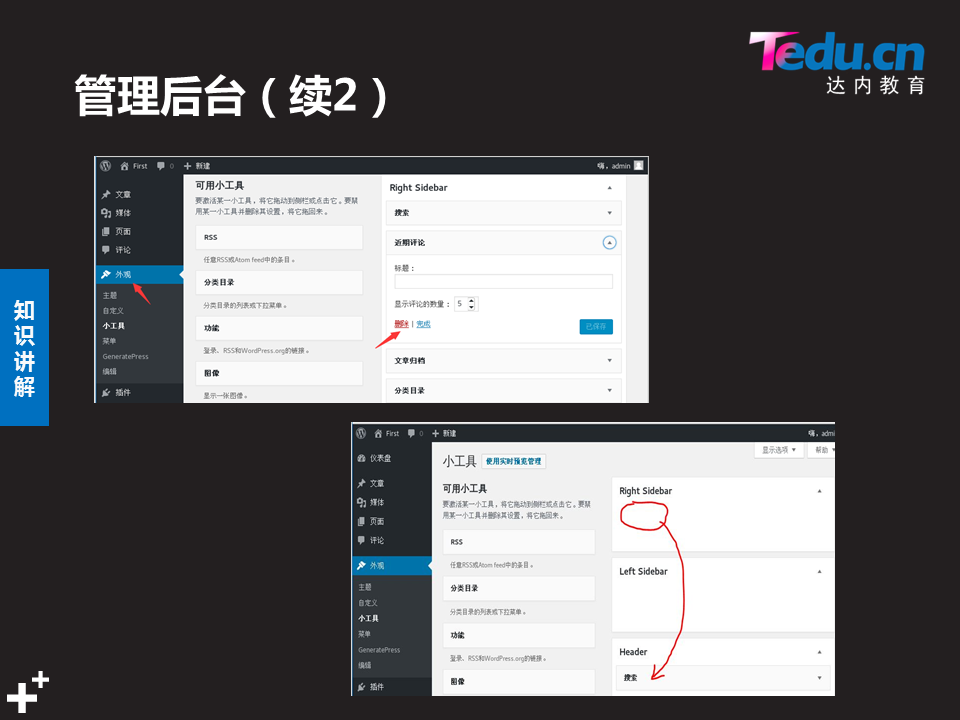 Tedu.cn
达内教育
管理后台（续2）
知识讲解
First 0 新建 嗨，admin
文章
媒体
页面
评论
外观
主题
自定义
小工具
菜单
GeneratePress
编辑
插件
可用小工具
要激活某一小工具，将它拖动到侧栏或点击它。要禁
用某一小工具并删除其设置，将它拖回来。
RSS
任意RSS或Atom feed中的条目。
分类目录
分类目录的列表或下拉菜单。
功能
登录、RSS和WordPress.org的链接。
图像
显示一张图像。
Right Sidebar
搜索
近期评论
标题：
显示评论的数量： 5
删除 | 完成
已保存
文章归档
分类目录
First 0 新建 嗨，admi
仪表盘
文章
媒体
页面
评论
外观
主题
自定义
小工具
菜单
GeneratePress
编辑
插件
显示选项 帮助
小工具 使用实时预览管理
可用小工具
要激活某一小工具，将它拖动到侧栏或点击它。要禁
用某一小工具并删除其设置，将它拖回来。
RSS
任意RSS或Atom feed中的条目。
分类目录
分类目录的列表或下拉菜单。
功能
登录、RSS和WordPress.org的链接。
图像
Right Sidebar
Left Sidebar
Header
搜索